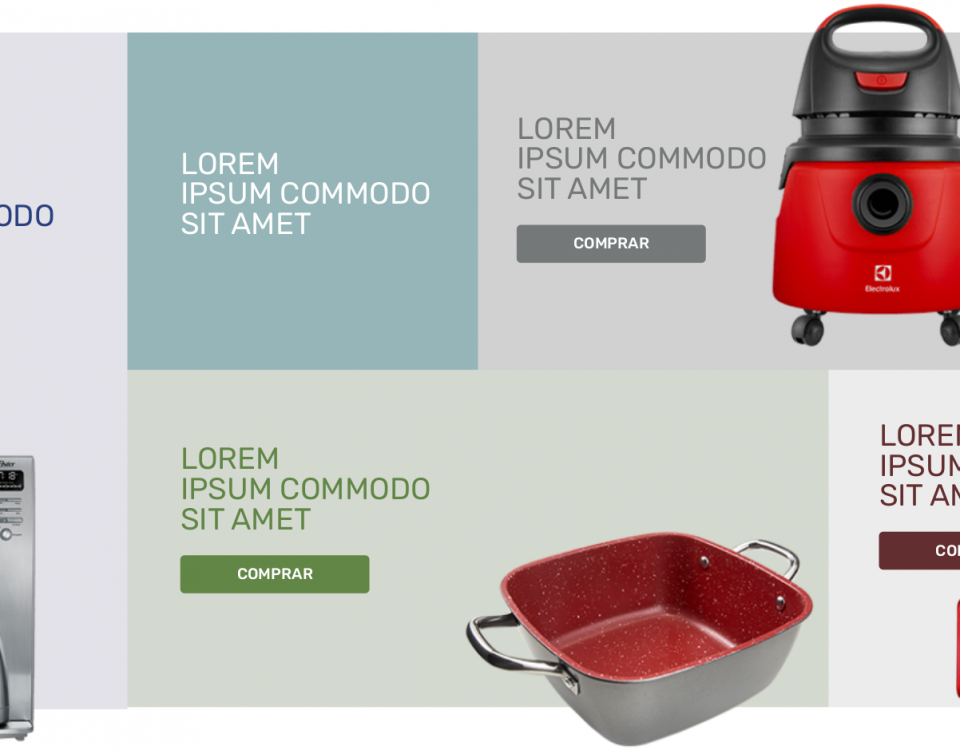 ODO
LOREM
IPSUM COMMODO
SIT AMET
LOREM
IPSUM COMMODO
SIT AMET
COMPRAR
Electrolux
LOREM
IPSUM COMMODO
SIT AMET
COMPRAR
LORE
IPSUM
SIT AM
CO